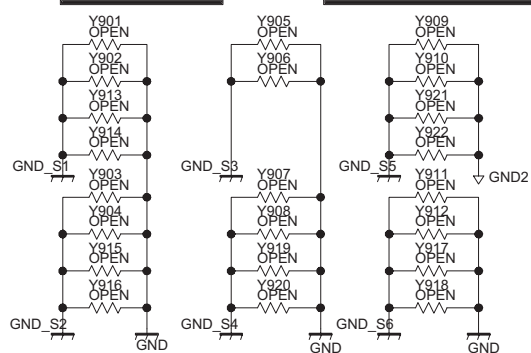 Y901 Y905 Y909
OPEN OPEN OPEN
Y902 Y906 Y910
OPEN OPEN OPEN
Y913 Y921
OPEN OPEN
Y914 Y922
OPEN OPEN
GND_S1 GND_S3 GND_S5 GND2
Y903 Y907 Y911
OPEN OPEN OPEN
Y904 Y908 Y912
OPEN OPEN OPEN
Y915 Y919 Y917
OPEN OPEN OPEN
Y916 Y920 Y918
OPEN OPEN OPEN
GND_S2 GND_S4 GND_S6
GND GND GND